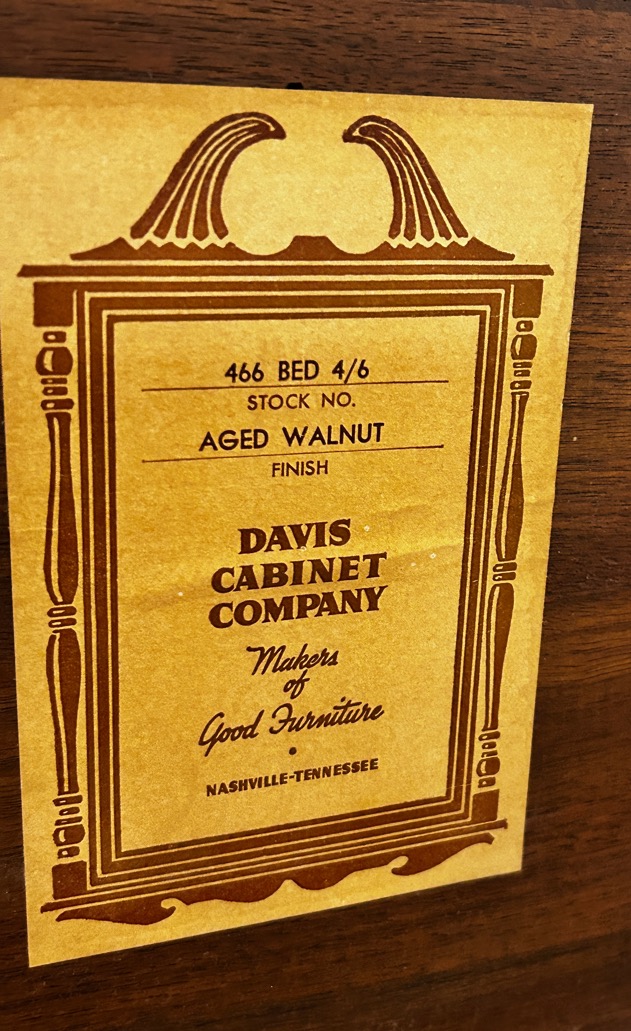 466 BED 4/6
STOCK NO.
AGED WALNUT
FINISH
DAVIS
CABINET
COMPANY
Makers
of
Good Furniture
•
NASHVILLE-TENNESSEE